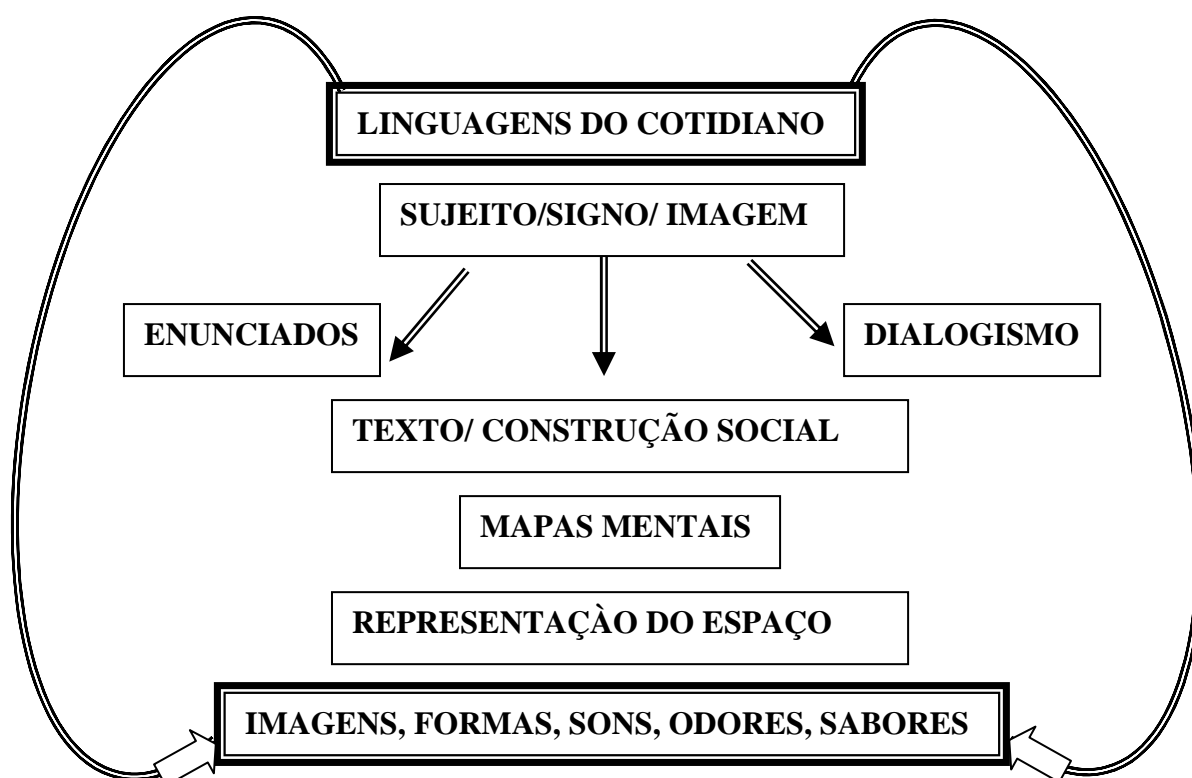 LINGUAGENS DO COTIDIANO
SUJEITO/SIGNO/ IMAGEM
ENUNCIADOS
DIALOGISMO
TEXTO/ CONSTRUÇÃO SOCIAL
MAPAS MENTAIS
REPRESENTAÇÀO DO ESPAÇO
IMAGENS, FORMAS, SONS, ODORES, SABORES